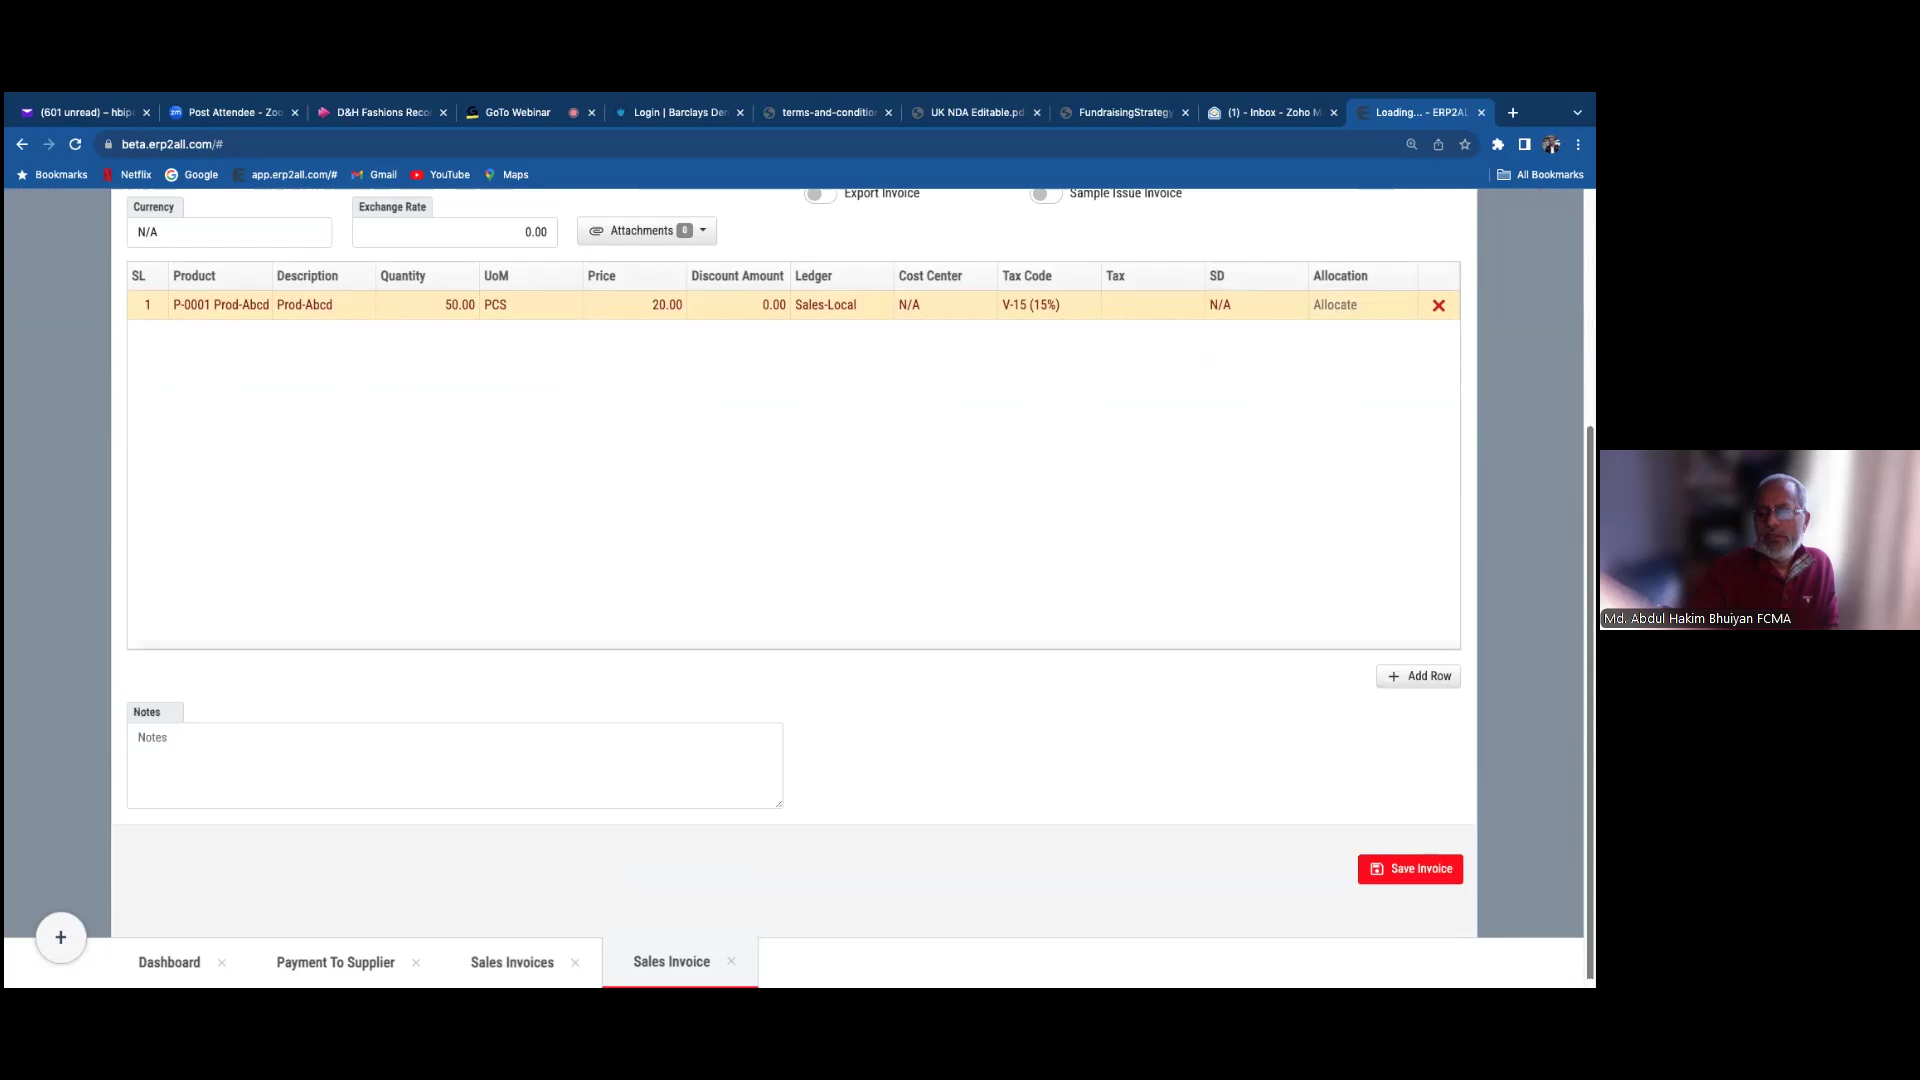 (601 unread) – hbipe
Post Attendee - Zoo
D&H Fashions Reco
GoTo Webinar
Login | Barclays Der
terms-and-condition
UK NDA Editable.pd
FundraisingStrategy
(1) - Inbox - Zoho M
Loading... - ERP2AL
beta.erp2all.com/#
Bookmarks
Netflix
Google
app.erp2all.com/#
Gmail
YouTube
Maps
All Bookmarks
Export Invoice
Sample Issue Invoice
Currency
Exchange Rate
N/A
0.00
Attachments 0
SL Product Description Quantity UoM Price Discount Amount Ledger Cost Center Tax Code Tax SD Allocation
1 P-0001 Prod-Abcd Prod-Abcd 50.00 PCS 20.00 0.00 Sales-Local N/A V-15 (15%) N/A Allocate
+ Add Row
Notes
Notes
Save Invoice
+
Dashboard
Payment To Supplier
Sales Invoices
Sales Invoice
Md. Abdul Hakim Bhuiyan FCMA